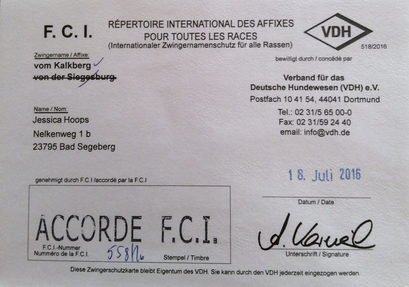 F. C. I.
RÉPERTOIRE INTERNATIONAL DES AFFIXES
POUR TOUTES LES RACES
(Internationaler Zwingernamenschutz für alle Rassen)
VDH
518/2016
Zwingername / Affixe:
vom Kalkberg
von der Siegesburg
bewilligt durch / concédé par
Verband für das
Deutsche Hundewesen (VDH) e.V.
Postfach 10 41 54, 44041 Dortmund
Tel.: 02 31/5 65 00-0
Fax: 02 31/59 24 40
email: info@vdh.de
Name / Nom:
Jessica Hoops
Nelkenweg 1 b
23795 Bad Segeberg
genehmigt durch F.C.I /accordé par la F.C.I
18. Juli 2016
Datum / Date
ACCORDE F.C.I.
F.C.I.-Nummer
Numéro de la F.C.I.
558/16
Stempel / Timbre
Unterschrift / Signature
Diese Zwingerschutzkarte bleibt Eigentum des VDH. Sie kann durch den VDH jederzeit eingezogen werden.